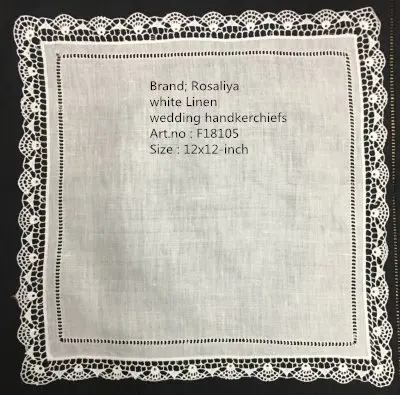 Brand; Rosaliya
white Linen
wedding handkerchiefs
Art.no : F18105
Size : 12x12-inch